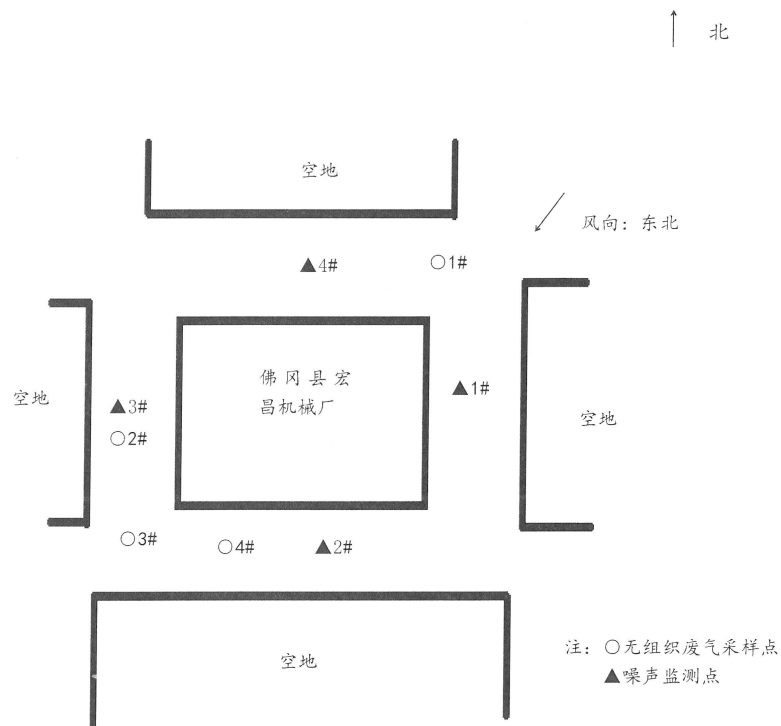 北
空地
风向：东北
▲4#
○1#
佛冈县宏
昌机械厂
空地
▲3#
○2#
▲1#
空地
○3#
○4#
▲2#
空地
注：○无组织废气采样点
▲噪声监测点